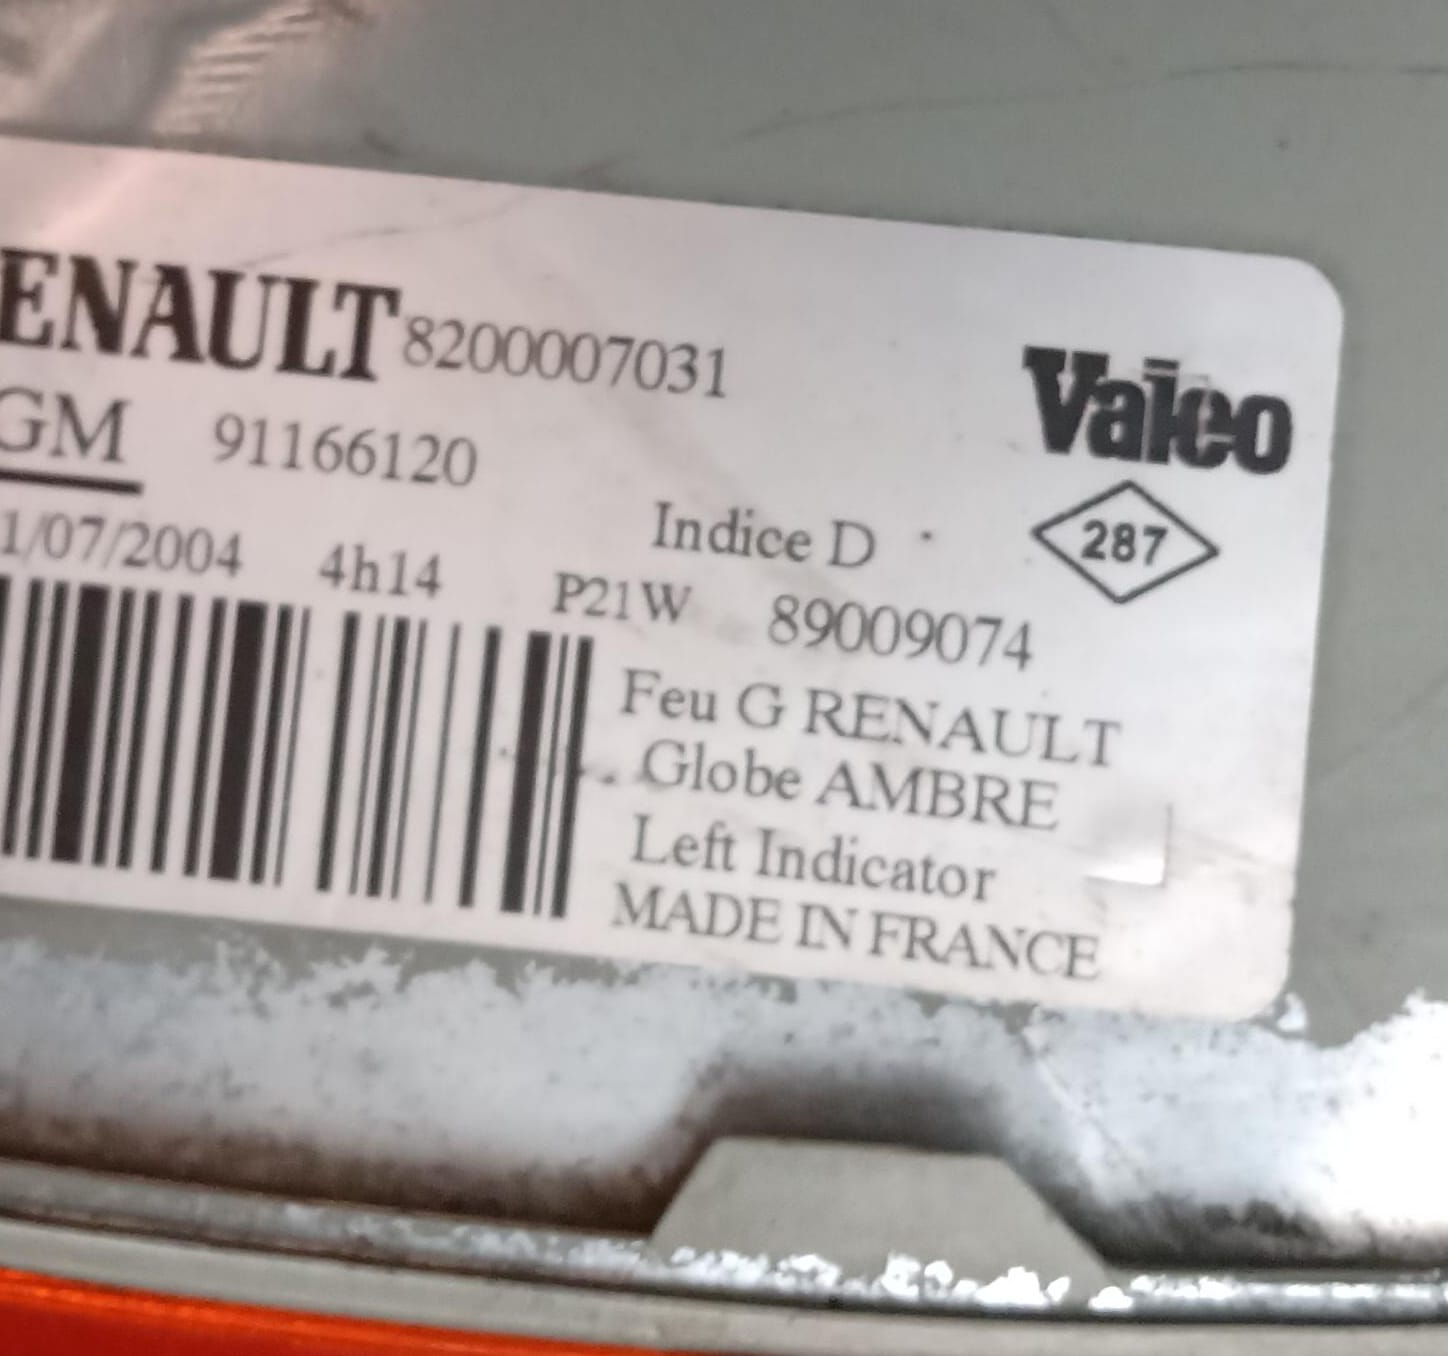 ENAULT 8200007031
Valeo
GM 91166120
Indice D
287
1/07/2004 4h14 P21W 89009074
Feu G RENAULT
Globe AMBRE
Left Indicator
MADE IN FRANCE